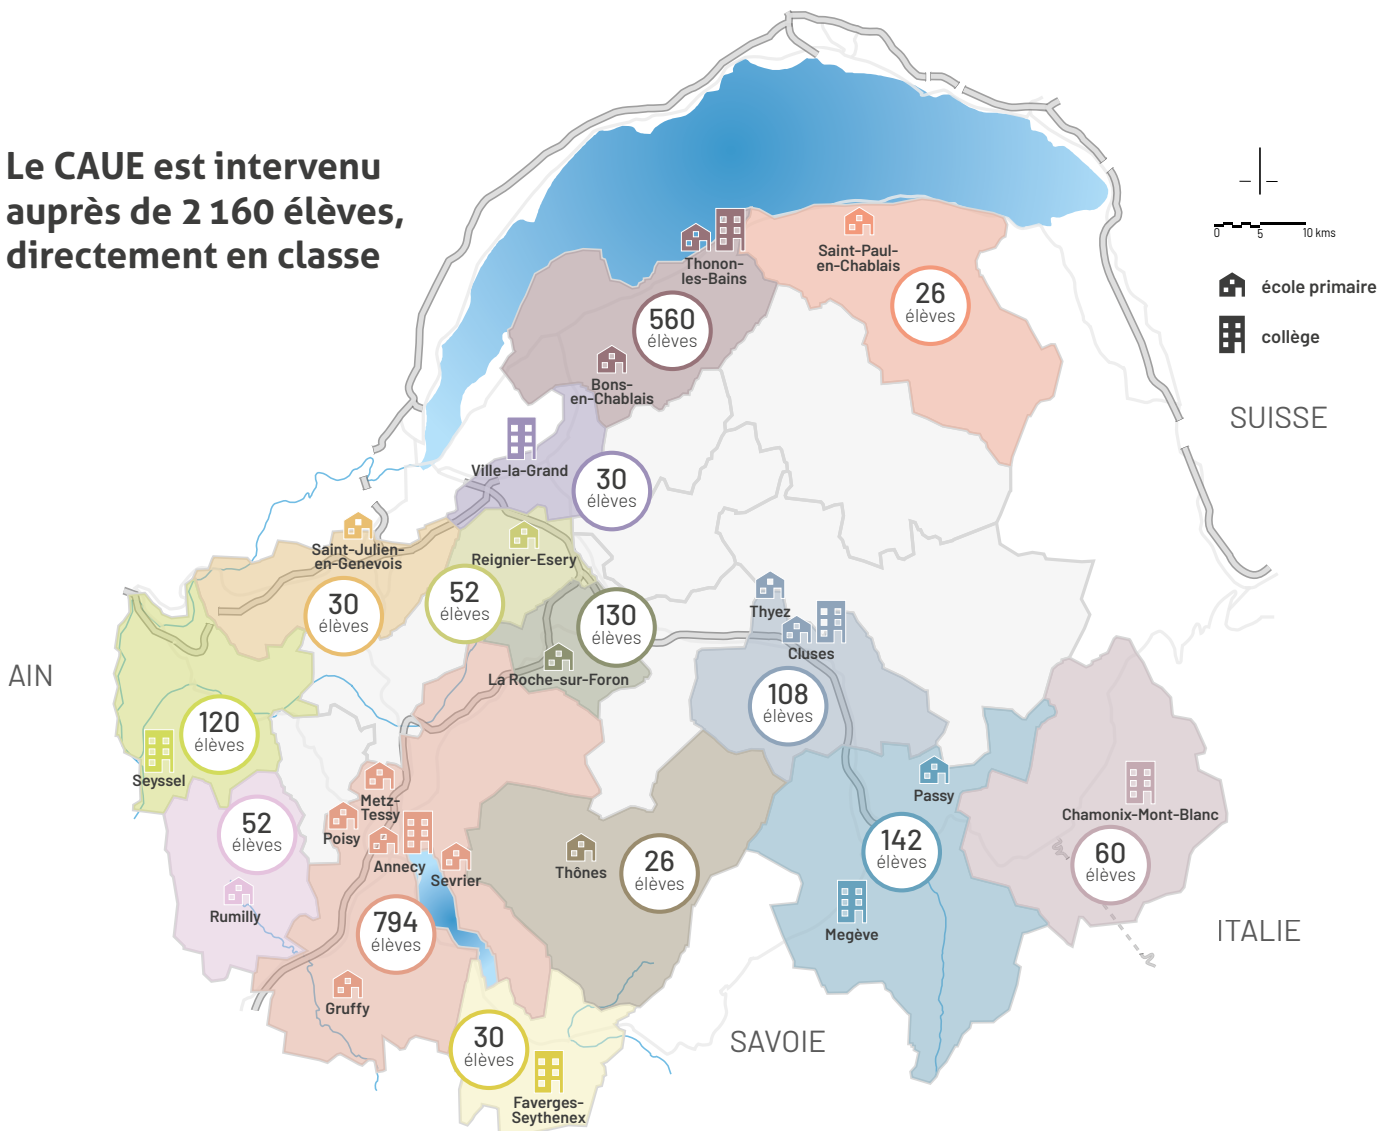 Le CAUE est intervenu
auprès de 2 160 élèves,
directement en classe
0 5 10 kms
école primaire
collège
SUISSE
AIN
ITALIE
SAVOIE
Saint-Paul-
en-Chablais
26
élèves
Thonon-
les-Bains
560
élèves
Bons-
en-Chablais
Ville-la-Grand
30
élèves
Saint-Julien-
en-Genevois
30
élèves
Reignier-Esery
52
élèves
130
élèves
La Roche-sur-Foron
Thyez
Cluses
108
élèves
120
élèves
Seyssel
52
élèves
Rumilly
Metz-
Tessy
Poisy
Annecy
Sevrier
794
élèves
Gruffy
Thônes
26
élèves
Passy
142
élèves
Megève
Chamonix-Mont-Blanc
60
élèves
30
élèves
Faverges-
Seythenex